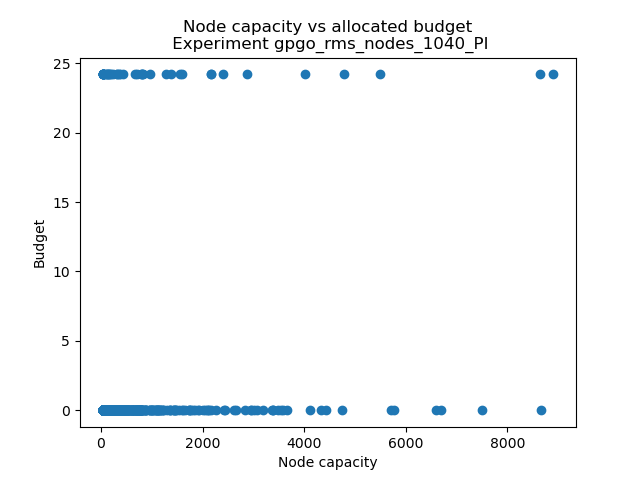 Node capacity vs allocated budget
Experiment gpgo_rms_nodes_1040_PI
25
20
15
10
5
0
Budget
0 2000 4000 6000 8000
Node capacity